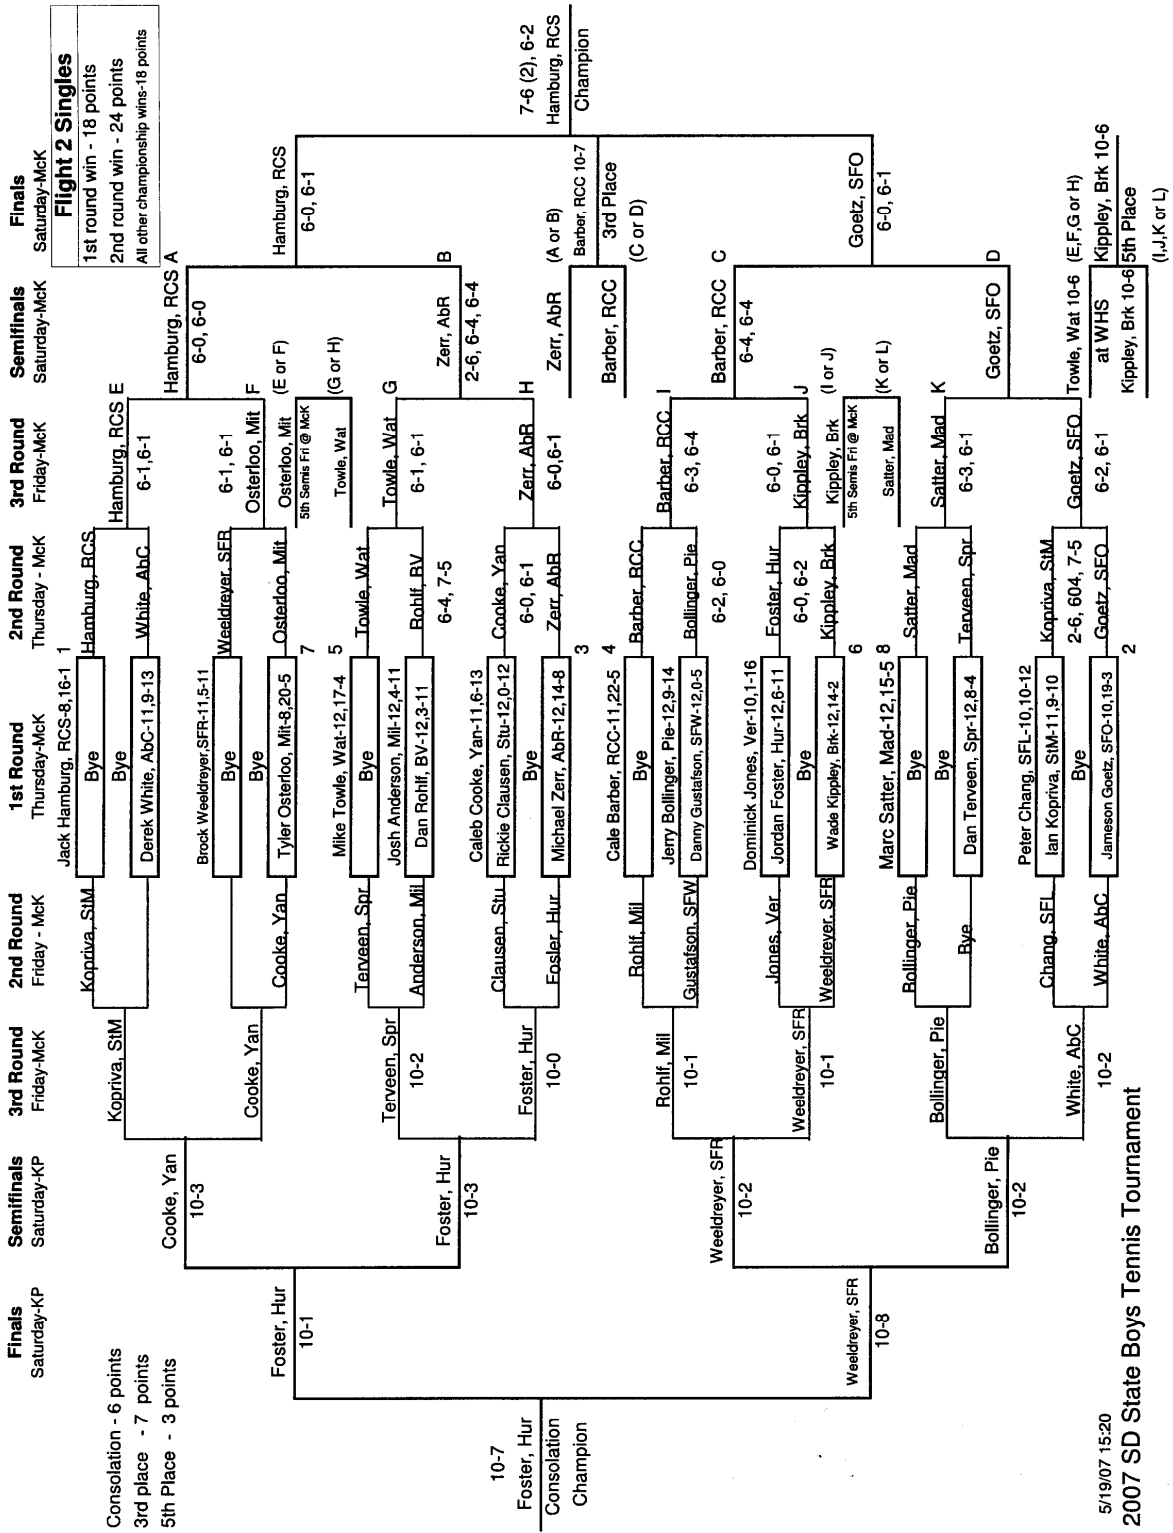 Finals
Saturday-KP
Semifinals
Saturday-KP
3rd Round
Friday-McK
2nd Round
Friday - McK
1st Round
Thursday-McK
2nd Round
Thursday - McK
3rd Round
Friday-McK
Semifinals
Saturday-McK
Finals
Saturday-McK
Flight 2 Singles
1st round win - 18 points
2nd round win - 24 points
All other championship wins-18 points
Consolation - 6 points
3rd place - 7 points
5th Place - 3 points
10-7
Foster, Hur
Consolation
Champion
Foster, Hur
10-1
Weeldreyer, SFR
10-8
Cooke, Yan
10-3
Foster, Hur
10-3
Weeldreyer, SFR
10-2
Bollinger, Pie
10-2
Kopriva, StM
Cooke, Yan
Terveen, Spr
10-2
Foster, Hur
10-0
Rohlf, Mil
10-1
Weeldreyer, SFR
10-1
Bollinger, Pie
White, AbC
10-2
Kopriva, StM
Cooke, Yan
Terveen, Spr
Anderson, Mil
Clausen, Stu
Fosler, Hur
Rohlf, Mil
Gustafson, SFW
Jones, Ver
Weeldreyer, SFR
Rollinger, Pie
Bye
Chang, SFL
White, AbC
Jack Hamburg, RCS-8,16-1 1
Bye
Bye
Derek White, AbC-11,9-13
Brock Weeldreyer,SFR-11,5-11
Bye
Bye
Tyler Osterloo, Mit-8,20-5
7
Mike Towle, Wat-12,17-4 5
Bye
Josh Anderson, Mil-12,4-11
Dan Rohlf, BV-12,3-11
Caleb Cooke, Yan-11,6-13
Rickie Clausen, Stu-12,0-12
Bye
Michael Zerr, AbR-12,14-8
3
Cale Barber, RCC-11,22-5 4
Bye
Jerry Bollinger, Pie-12,9-14
Danny Gustafson, SFW-12,0-5
Dominick Jones, Ver-10,1-16
Jordan Foster, Hur-12,6-11
Bye
Wade Kippley, Brk-12,14-2
6
Marc Satter, Mad-12,15-5 8
Bye
Bye
Dan Terveen, Spr-12,8-4
Peter Chang, SFL-10,10-12
Ian Kopriva, StM-11,9-10
Bye
Jameson Goetz, SFO-10,19-3
2
Hamburg, RCS
White, AbC
Weeldreyer, SFR
Osterloo, Mit
Towle, Wat
Rohlf, BV
6-4, 7-5
Cooke, Yan
6-0, 6-1
Zerr, AbR
Barber, RCC
Bollinger, Pie
6-2, 6-0
Foster, Hur
6-0, 6-2
Kippley, Brk
Satter, Mad
Terveen, Spr
Kopriva, StM
2-6, 604, 7-5
Goetz, SFO
Hamburg, RCS E
6-1,6-1
6-1, 6-1
Osterloo, Mit F
Osterloo, Mit (E or F)
5th Semis Fri @ McK
Towle, Wat
(G or H)
Towle, Wat G
6-1, 6-1
Zerr, AbR H
6-0,6-1
Barber, RCC I
6-3, 6-4
6-0, 6-1
Kippley, Brk J
Kippley, Brk (I or J)
5th Semis Fri @ McK
Satter, Mad
(K or L)
Satter, Mad K
6-3, 6-1
Goetz, SFO
6-2, 6-1
Hamburg, RCS A
6-0, 6-0
Zerr, AbR B
2-6, 6-4, 6-4
Zerr, AbR (A or B)
Barber, RCC
(C or D)
Barber, RCC C
6-4, 6-4
Goetz, SFO D
Towle, Wat 10-6 (E,F,G or H)
at WHS
Kippley, Brk 10-6
(I,J,K or L)
Hamburg, RCS
6-0, 6-1
Barber, RCC 10-7
3rd Place
Goetz, SFO
6-0, 6-1
Kippley, Brk 10-6
5th Place
7-6 (2), 6-2
Hamburg, RCS
Champion
5/19/07 15:20
2007 SD State Boys Tennis Tournament